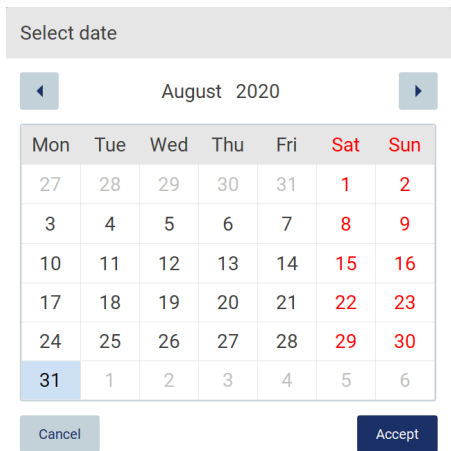 Select date
August 2020
Mon Tue Wed Thu Fri Sat Sun
27 28 29 30 31 1 2
3 4 5 6 7 8 9
10 11 12 13 14 15 16
17 18 19 20 21 22 23
24 25 26 27 28 29 30
31 1 2 3 4 5 6
Cancel Accept